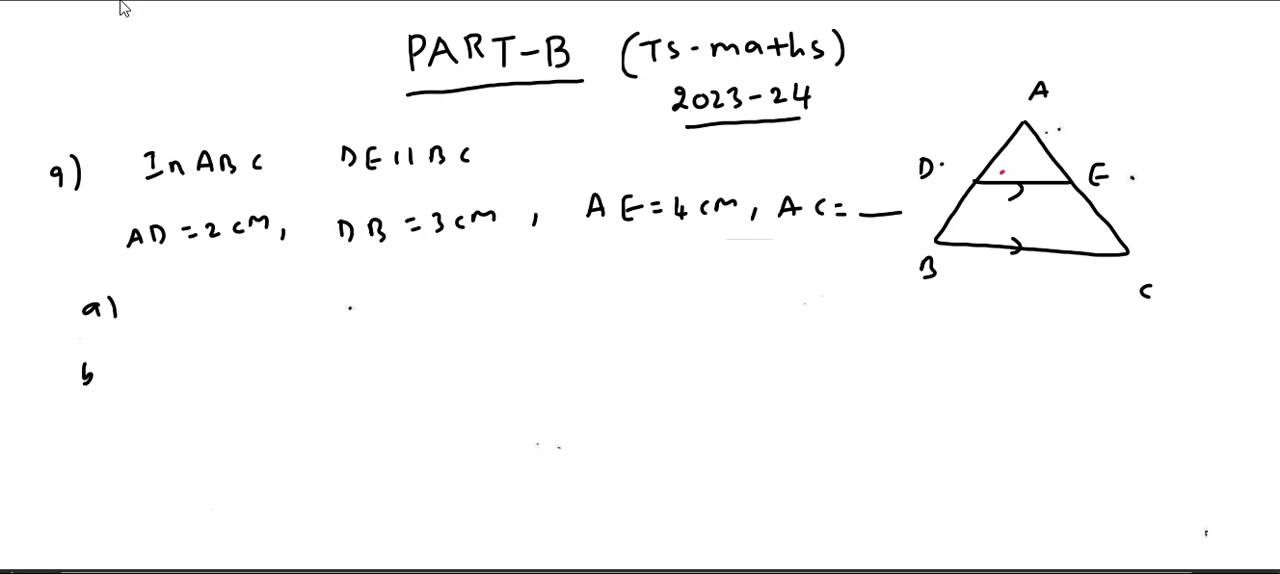 PART-B (TS-maths)
2023-24
9) In ABC DE || BC
AD = 2 cm, DB = 3 cm, AE = 4 cm, AC = __
A
D E
B
C
a)
b